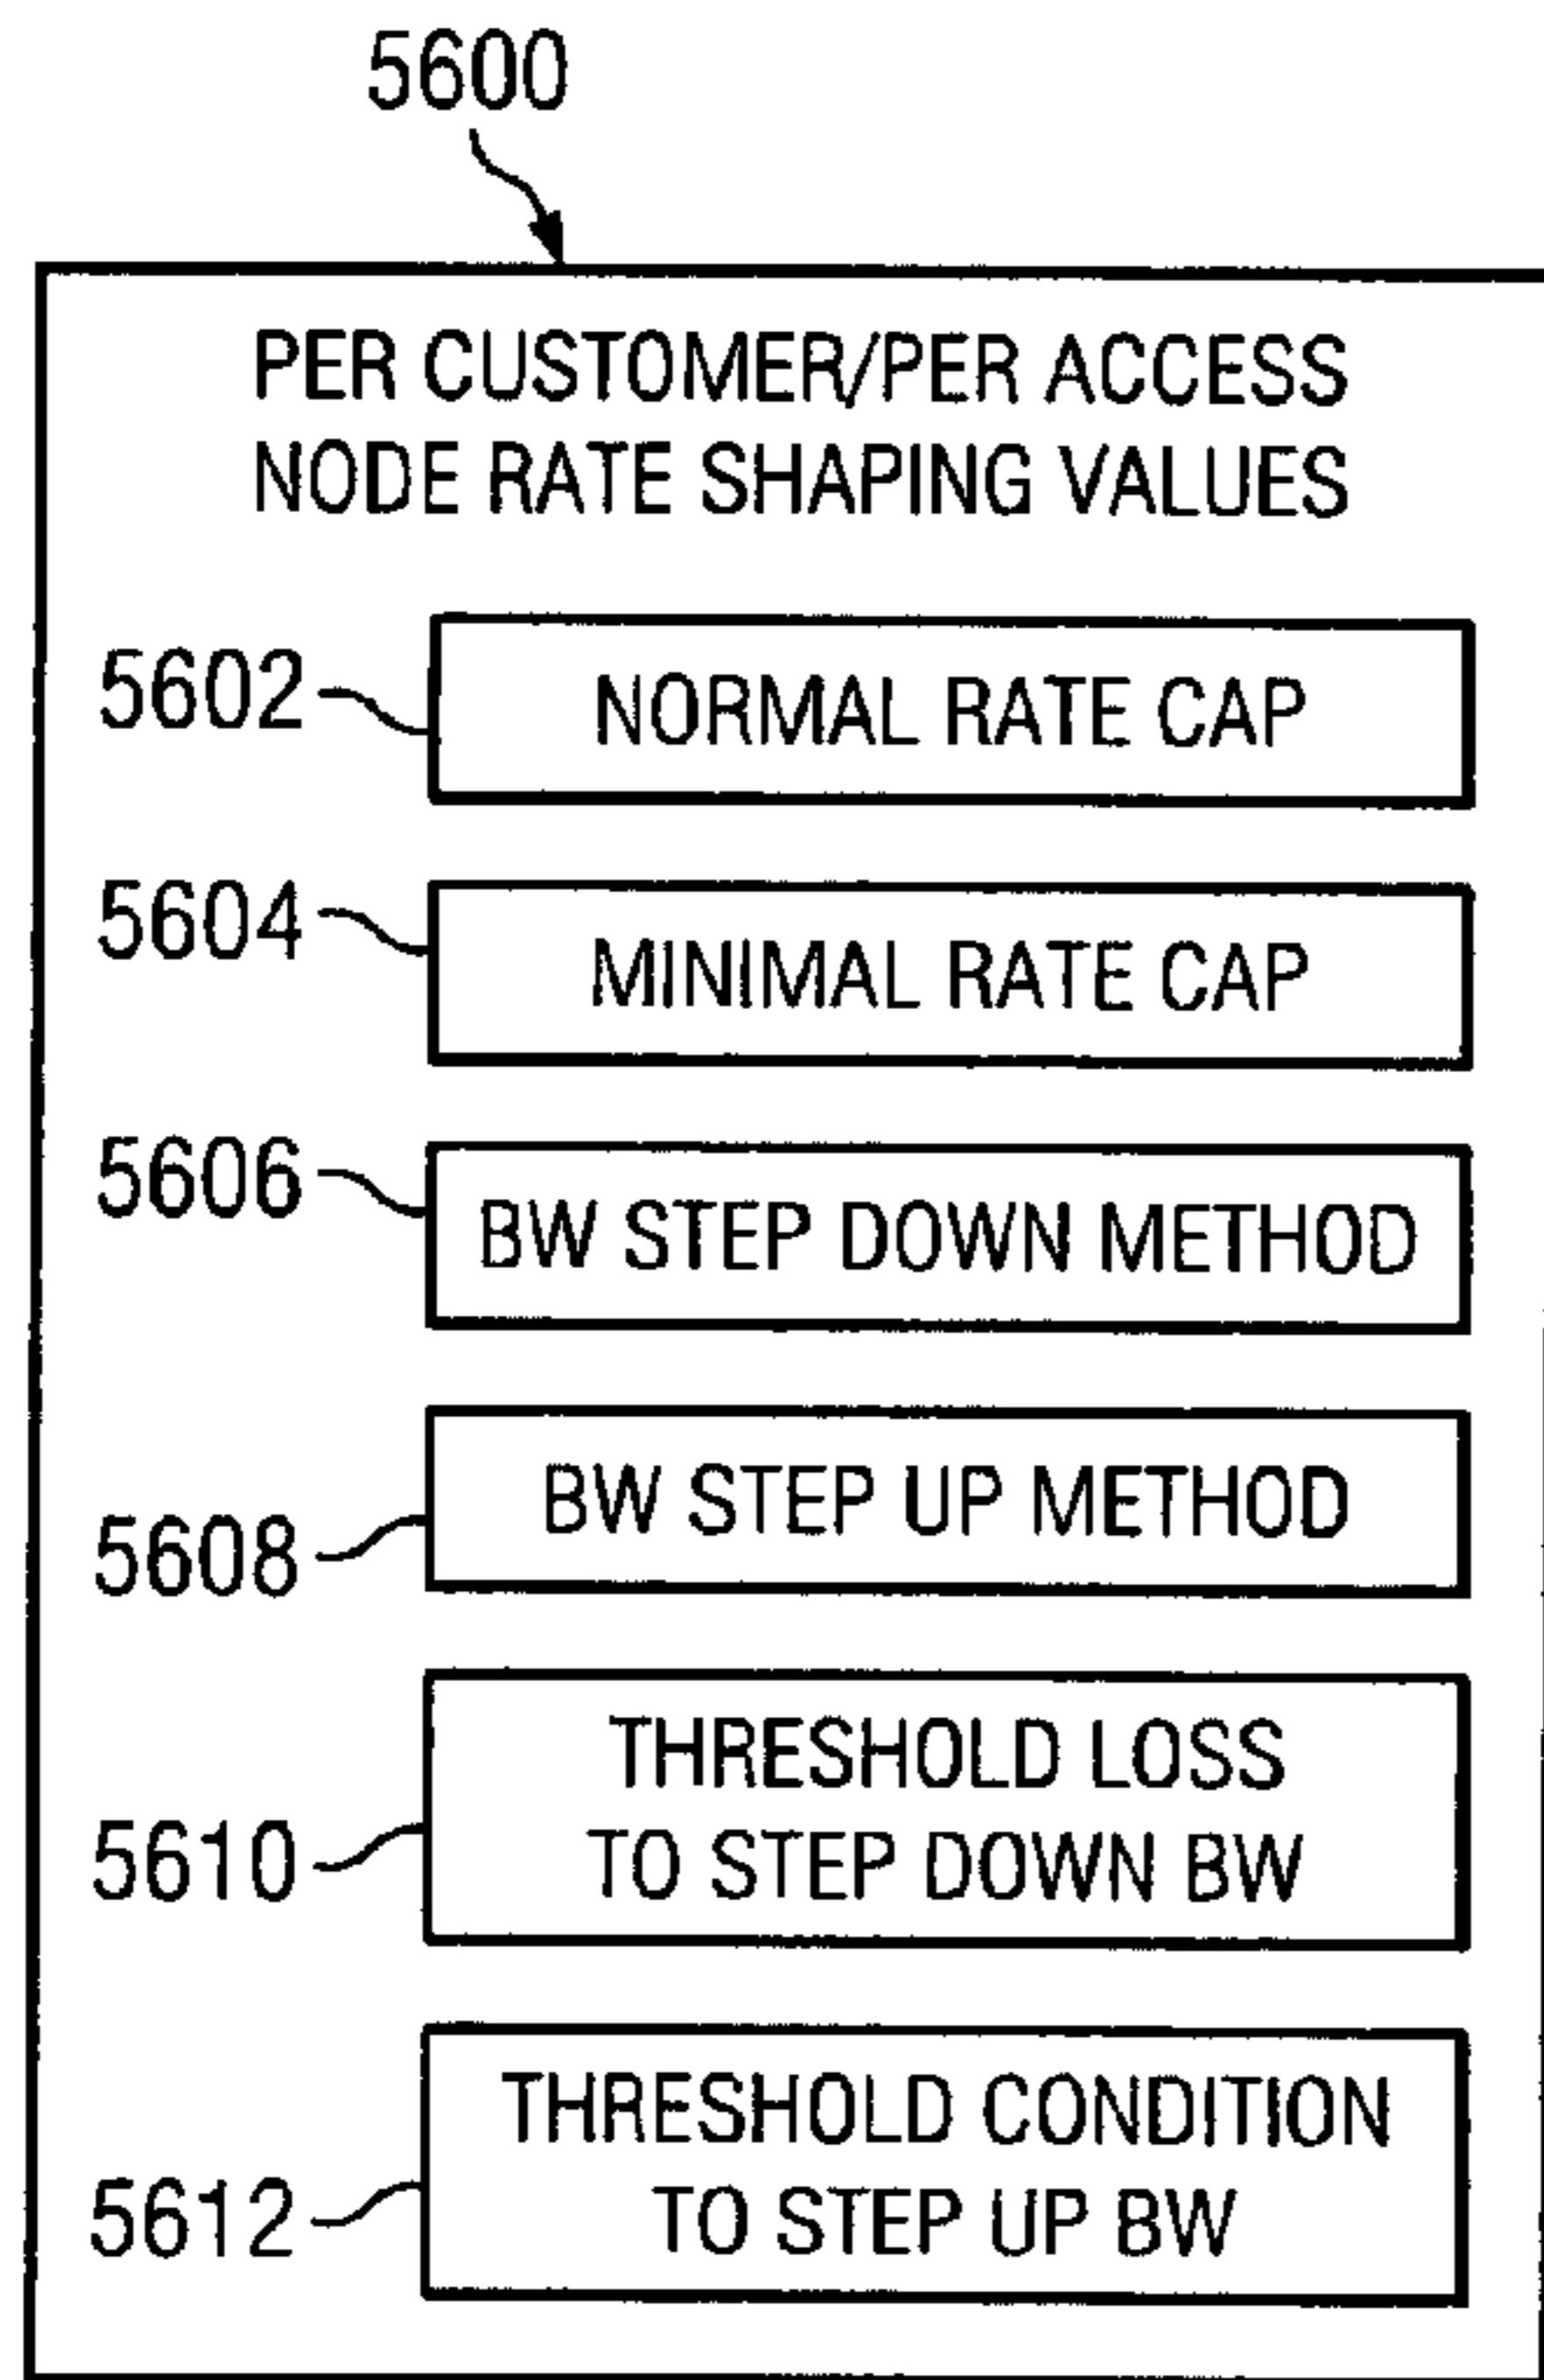 5600
PER CUSTOMER/PER ACCESS
NODE RATE SHAPING VALUES
5602
NORMAL RATE CAP
5604
MINIMAL RATE CAP
5606
BW STEP DOWN METHOD
5608
BW STEP UP METHOD
5610
THRESHOLD LOSS
TO STEP DOWN BW
5612
THRESHOLD CONDITION
TO STEP UP BW